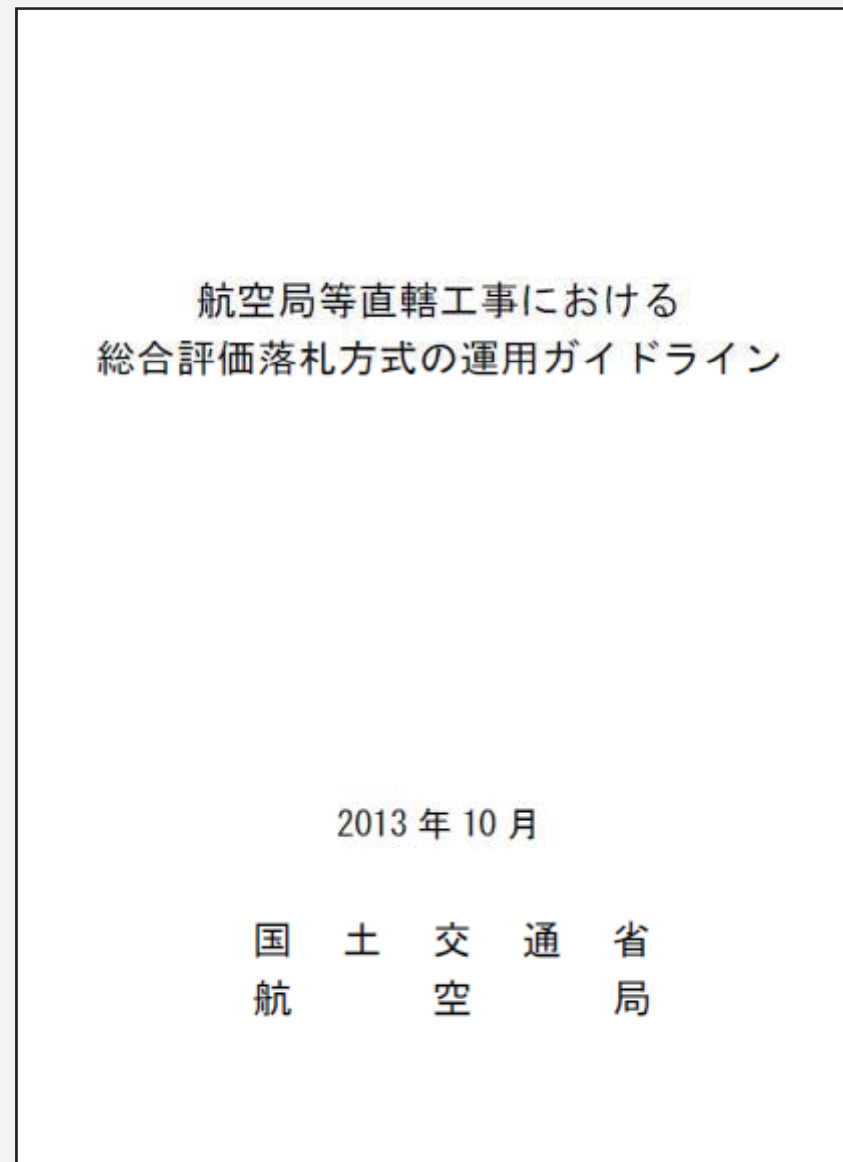 航空局等直轄工事における
総合評価落札方式の運用ガイドライン
2013 年 10 月
国 土 交 通 省
航 空 局